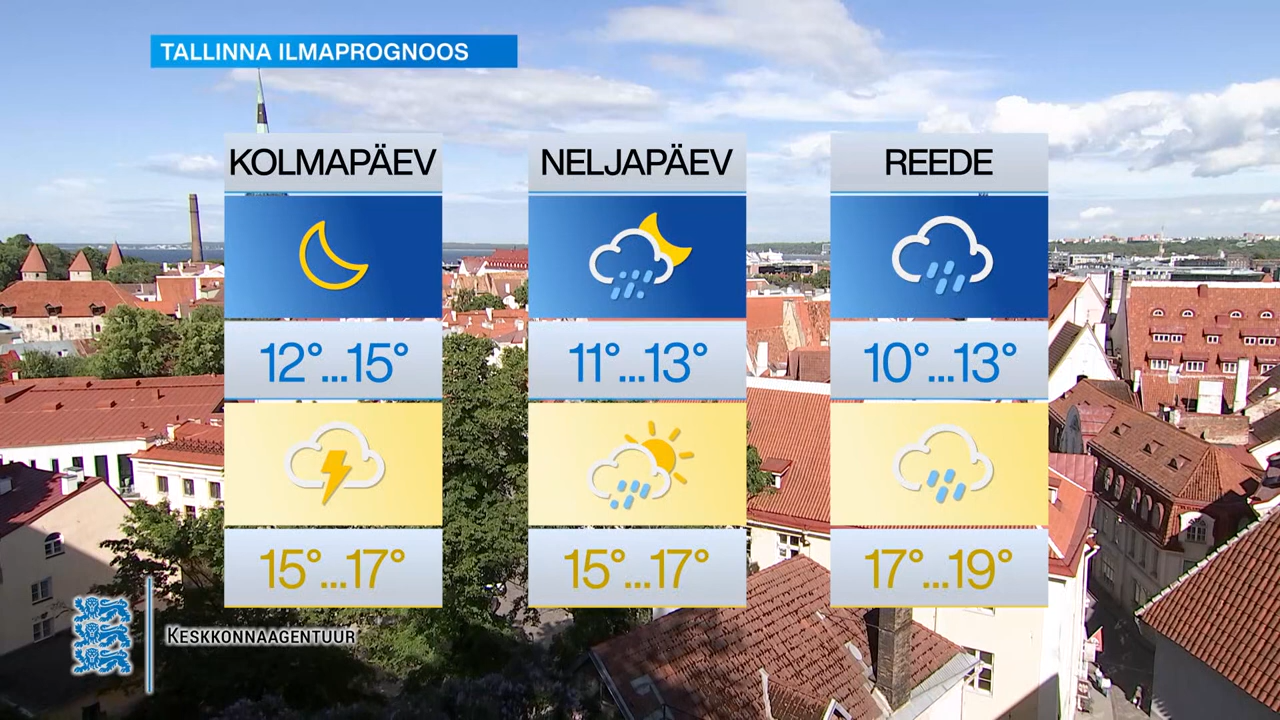 TALLINNA ILMAPROGNOOS
KOLMAPÄEV
12°...15°
15°...17°
NELJAPÄEV
11°...13°
15°...17°
REEDE
10°...13°
17°...19°
KESKKONNAAGENTUUR